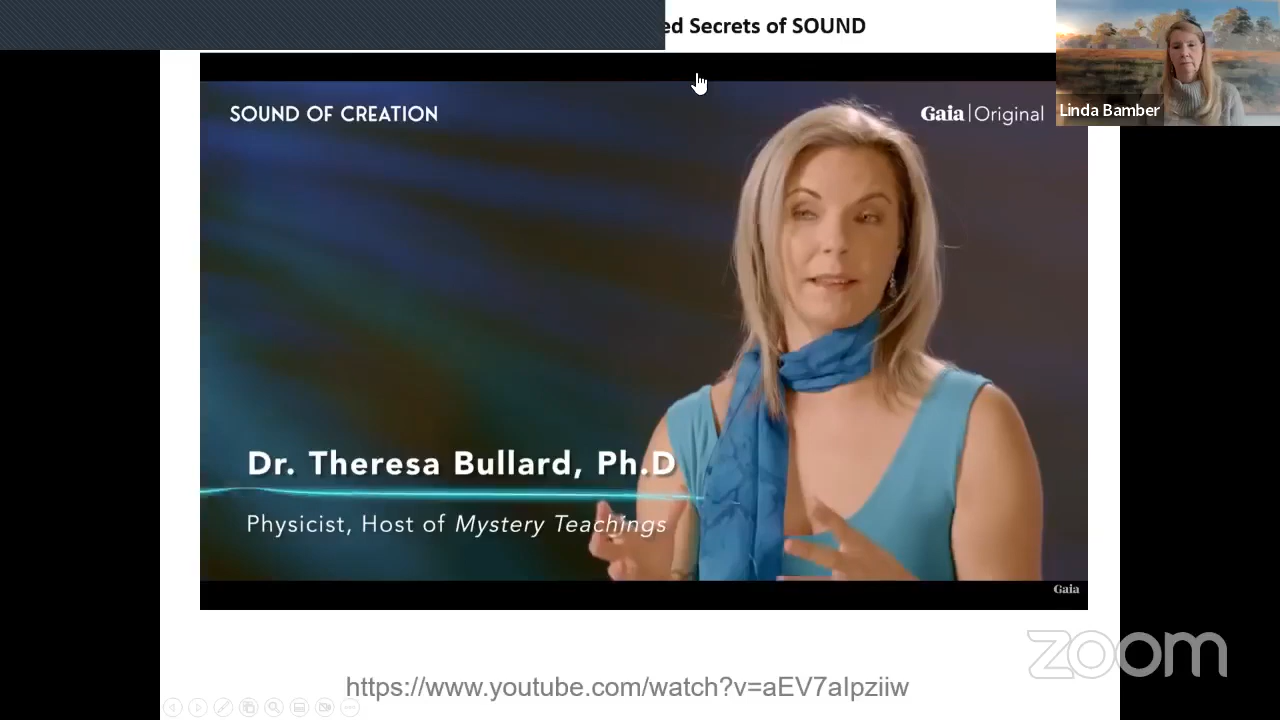 ed Secrets of SOUND
Linda Bamber
SOUND OF CREATION
Gaia|Original
Dr. Theresa Bullard, Ph.D
Physicist, Host of Mystery Teachings
Gaia
zoom
https://www.youtube.com/watch?v=aEV7aIpziiw